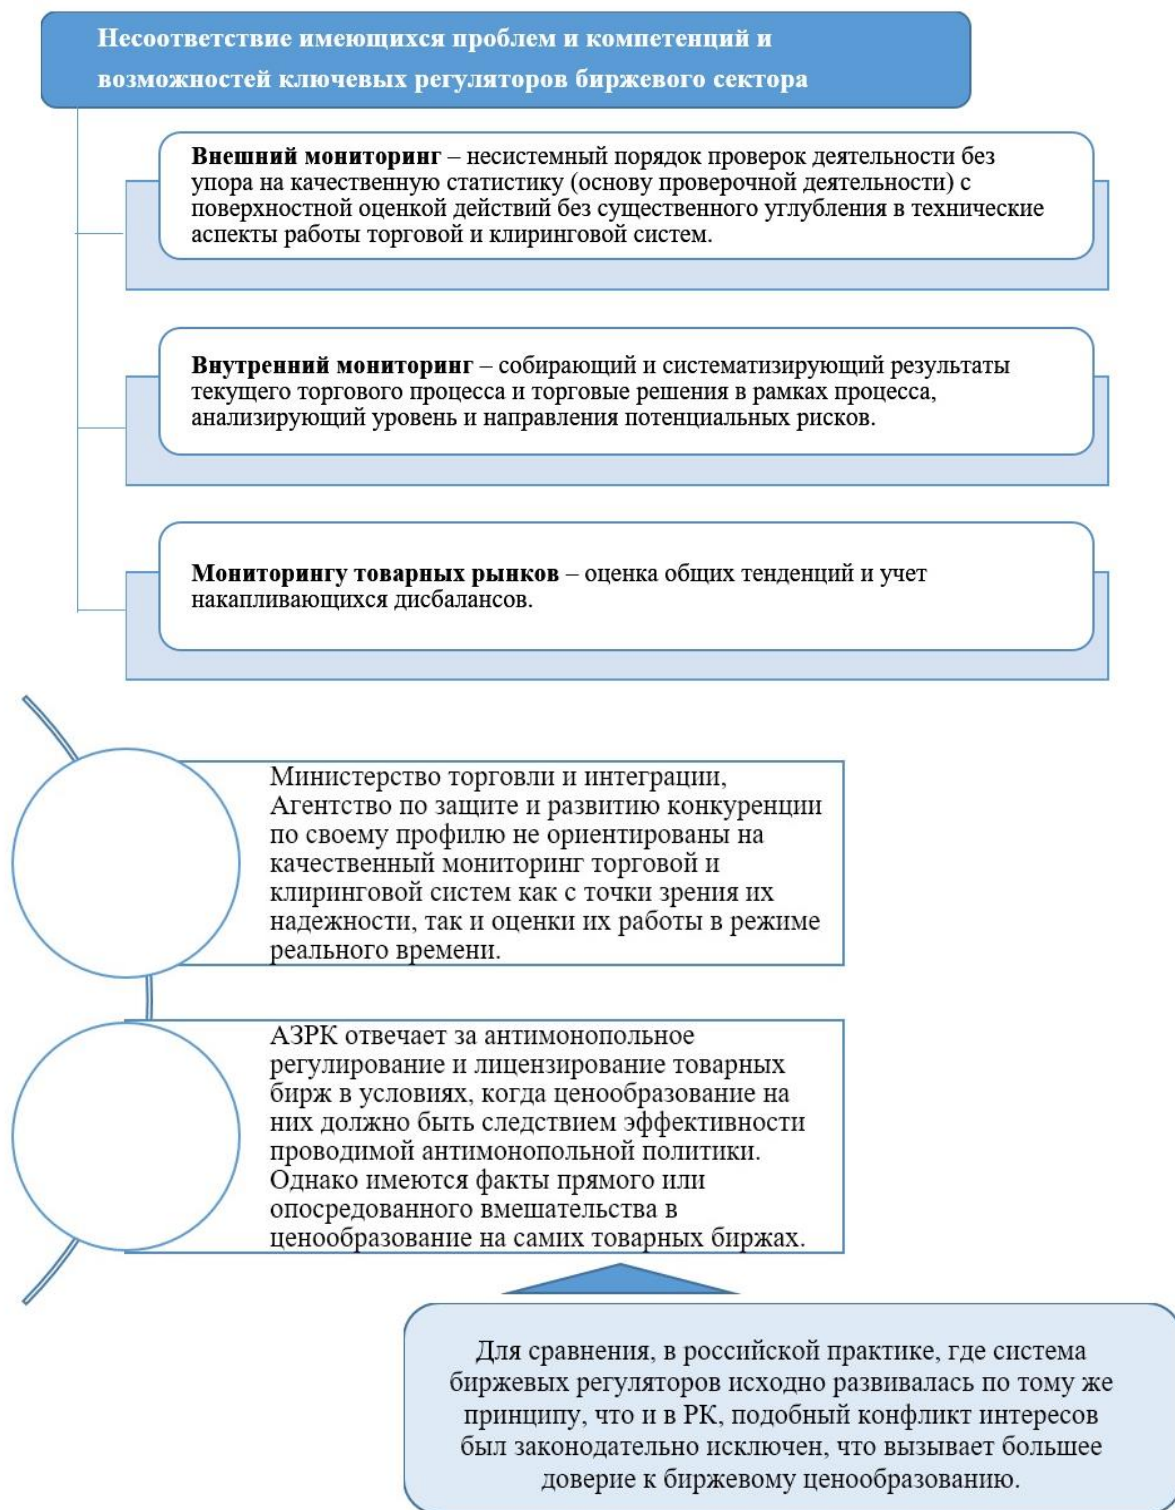 Несоответствие имеющихся проблем и компетенций и
возможностей ключевых регуляторов биржевого сектора
Внешний мониторинг – несистемный порядок проверок деятельности без
упора на качественную статистику (основу проверочной деятельности) с
поверхностной оценкой действий без существенного углубления в технические
аспекты работы торговой и клиринговой систем.
Внутренний мониторинг – собирающий и систематизирующий результаты
текущего торгового процесса и торговые решения в рамках процесса,
анализирующий уровень и направления потенциальных рисков.
Мониторингу товарных рынков – оценка общих тенденций и учет
накапливающихся дисбалансов.
Министерство торговли и интеграции,
Агентство по защите и развитию конкуренции
по своему профилю не ориентированы на
качественный мониторинг торговой и
клиринговой систем как с точки зрения их
надежности, так и оценки их работы в режиме
реального времени.
АЗРК отвечает за антимонопольное
регулирование и лицензирование товарных
бирж в условиях, когда ценообразование на
них должно быть следствием эффективности
проводимой антимонопольной политики.
Однако имеются факты прямого или
опосредованного вмешательства в
ценообразование на самих товарных биржах.
Для сравнения, в российской практике, где система
биржевых регуляторов исходно развивалась по тому же
принципу, что и в РК, подобный конфликт интересов
был законодательно исключен, что вызывает большее
доверие к биржевому ценообразованию.